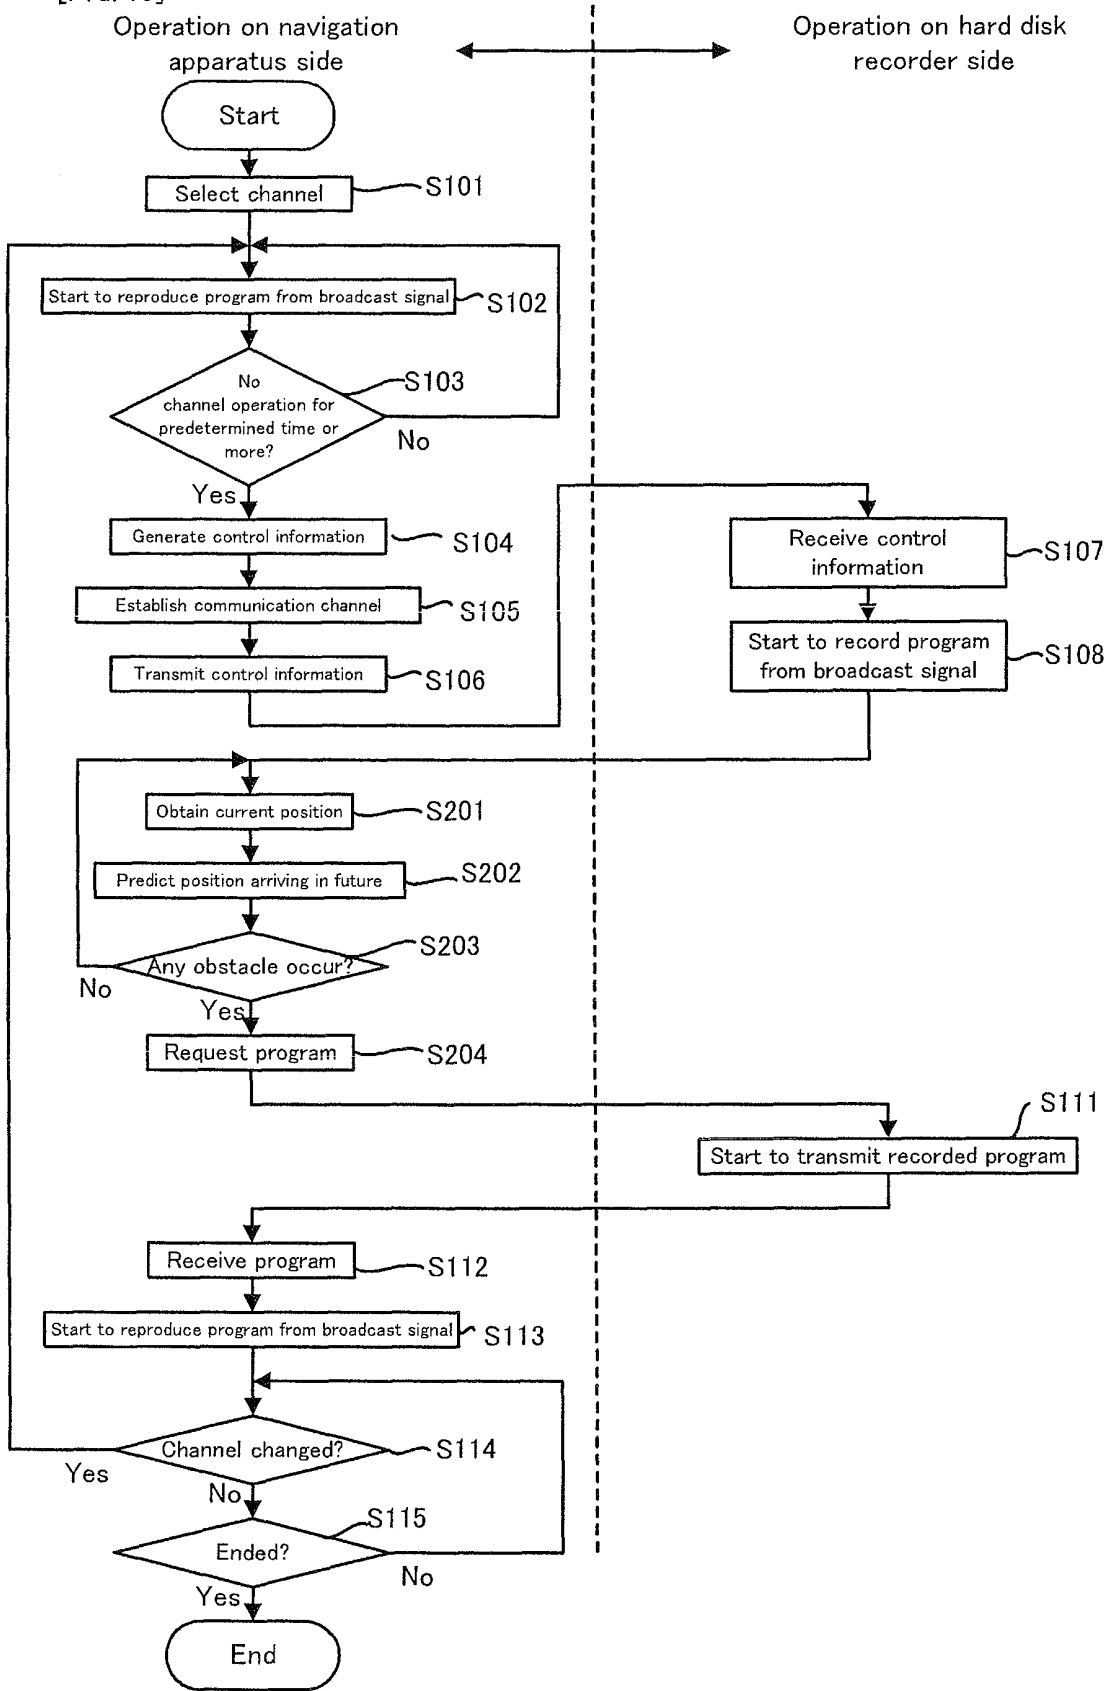 Operation on navigation
apparatus side
Operation on hard disk
recorder side
Start
Select channel
S101
Start to reproduce program from broadcast signal
S102
No
channel operation for
predetermined time or
more?
S103
No
Yes
Generate control information
S104
Establish communication channel
S105
Transmit control information
S106
Receive control
information
S107
Start to record program
from broadcast signal
S108
Obtain current position
S201
Predict position arriving in future
S202
Any obstacle occur?
S203
No
Yes
Request program
S204
S111
Start to transmit recorded program
Receive program
S112
Start to reproduce program from broadcast signal
S113
Channel changed?
S114
Yes
No
S115
Ended?
No
Yes
End